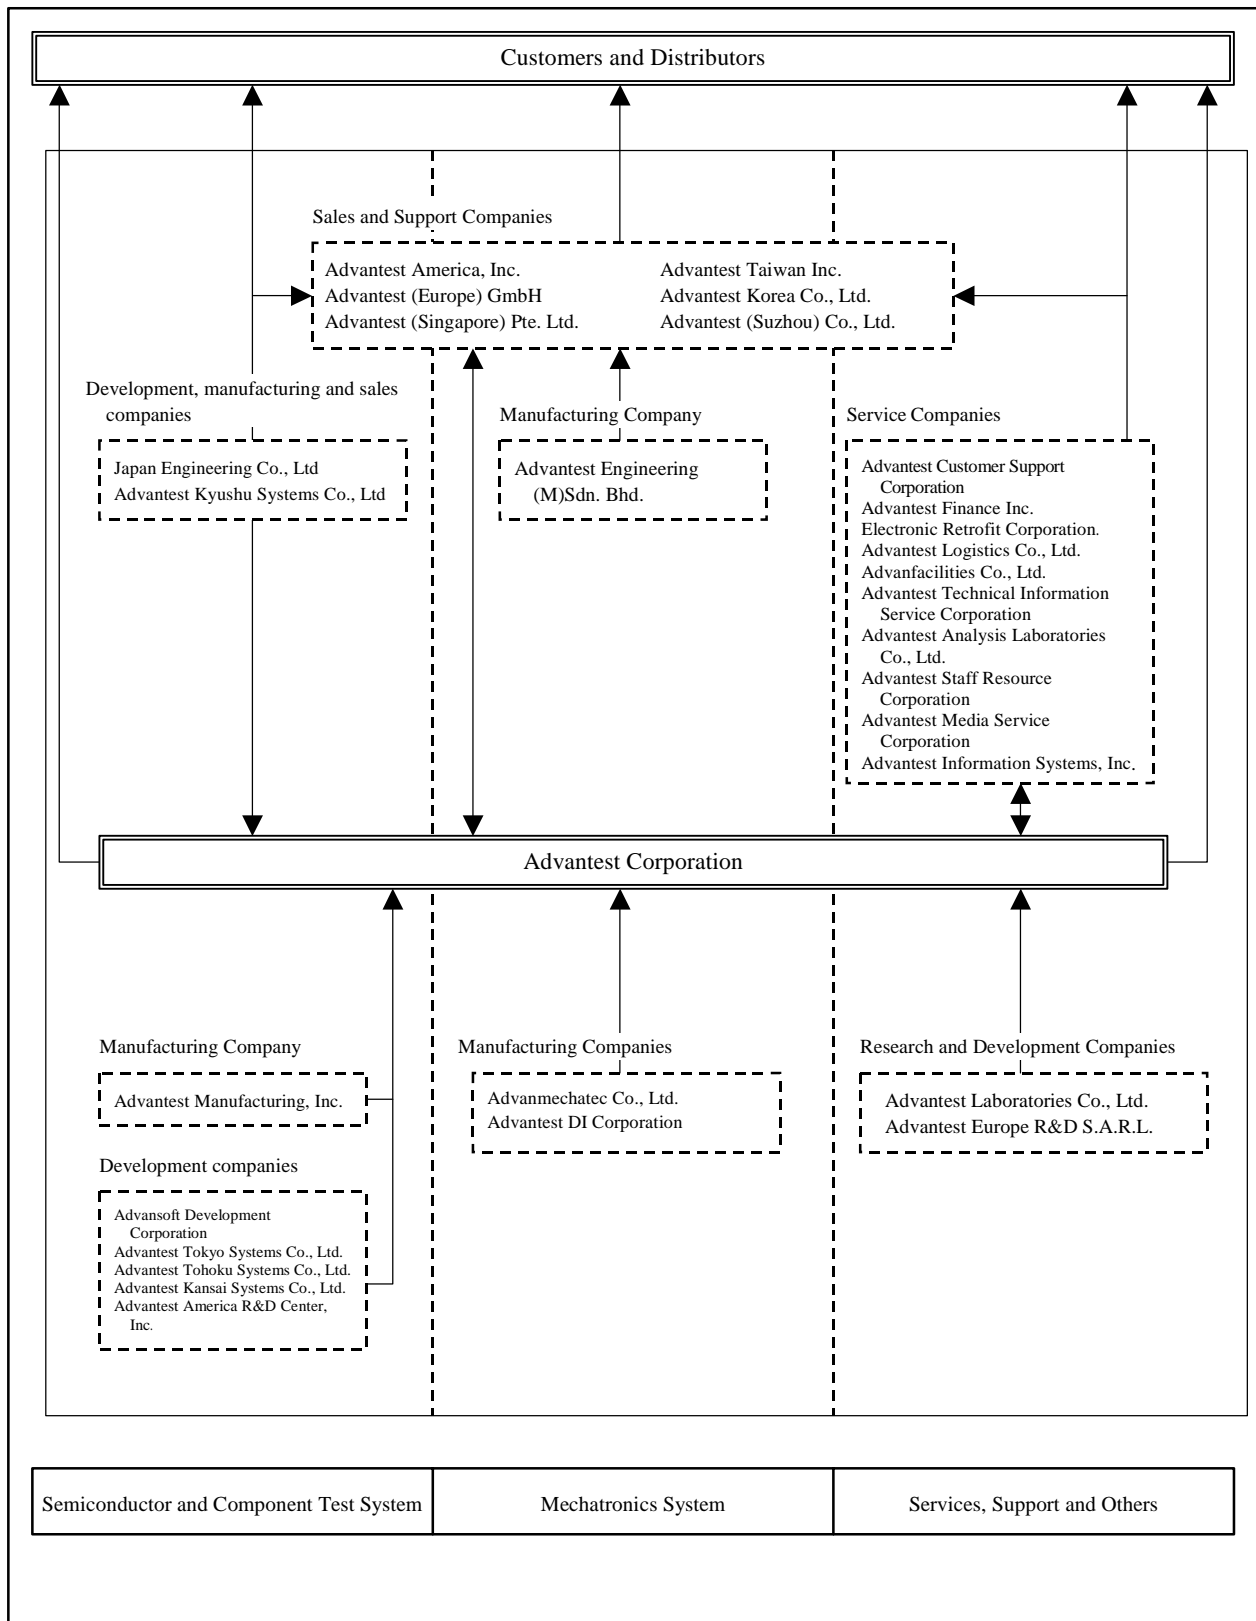 Customers and Distributors
Sales and Support Companies
Advantest America, Inc.
Advantest (Europe) GmbH
Advantest (Singapore) Pte. Ltd.
Advantest Taiwan Inc.
Advantest Korea Co., Ltd.
Advantest (Suzhou) Co., Ltd.
Development, manufacturing and sales
companies
Japan Engineering Co., Ltd
Advantest Kyushu Systems Co., Ltd
Manufacturing Company
Advantest Engineering
(M)Sdn. Bhd.
Service Companies
Advantest Customer Support
Corporation
Advantest Finance Inc.
Electronic Retrofit Corporation.
Advantest Logistics Co., Ltd.
Advanfacilities Co., Ltd.
Advantest Technical Information
Service Corporation
Advantest Analysis Laboratories
Co., Ltd.
Advantest Staff Resource
Corporation
Advantest Media Service
Corporation
Advantest Information Systems, Inc.
Advantest Corporation
Manufacturing Company
Advantest Manufacturing, Inc.
Development companies
Advansoft Development
Corporation
Advantest Tokyo Systems Co., Ltd.
Advantest Tohoku Systems Co., Ltd.
Advantest Kansai Systems Co., Ltd.
Advantest America R&D Center,
Inc.
Manufacturing Companies
Advanmechatec Co., Ltd.
Advantest DI Corporation
Research and Development Companies
Advantest Laboratories Co., Ltd.
Advantest Europe R&D S.A.R.L.
Semiconductor and Component Test System
Mechatronics System
Services, Support and Others